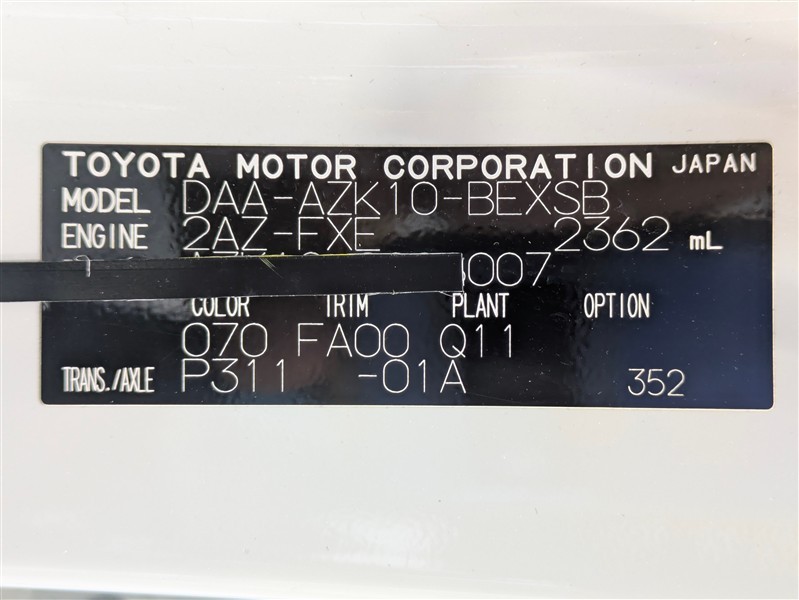 TOYOTA MOTOR CORPORATION JAPAN
MODEL DAA-AZK10-BEXSB
ENGINE 2AZ-FXE 2362 mL
007
COLOR TRIM PLANT OPTION
070 FA00 Q11
TRANS./AXLE P311 -01A 352